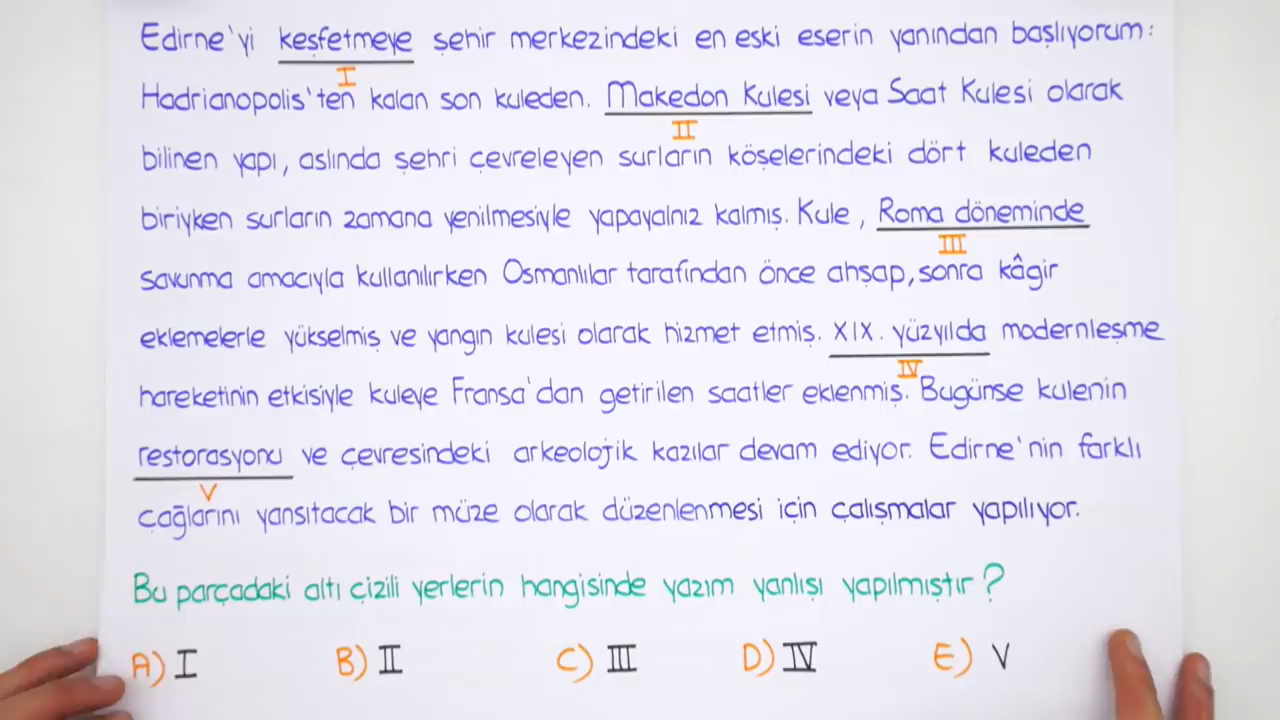 Edirne'yi keşfetmeye şehir merkezindeki en eski eserin yanından başlıyorum:
I
Hadrianopolis'ten kalan son kuleden. Makedon Kulesi veya Saat Kulesi olarak
II
bilinen yapı, aslında şehri çevreleyen surların köşelerindeki dört kuleden
biriyken surların zamana yenilmesiyle yapayalnız kalmış. Kule, Roma döneminde
III
savunma amacıyla kullanılırken Osmanlılar tarafından önce ahşap, sonra kâgir
eklemelerle yükselmiş ve yangın kulesi olarak hizmet etmiş. XIX. yüzyılda modernleşme
IV
hareketinin etkisiyle kuleye Fransa'dan getirilen saatler eklenmiş. Bugünse kulenin
restorasyonu ve çevresindeki arkeolojik kazılar devam ediyor. Edirne'nin farklı
V
çağlarını yansıtacak bir müze olarak düzenlenmesi için çalışmalar yapılıyor.
Bu parçadaki altı çizili yerlerin hangisinde yazım yanlışı yapılmıştır?
A) I B) II C) III D) IV E) V